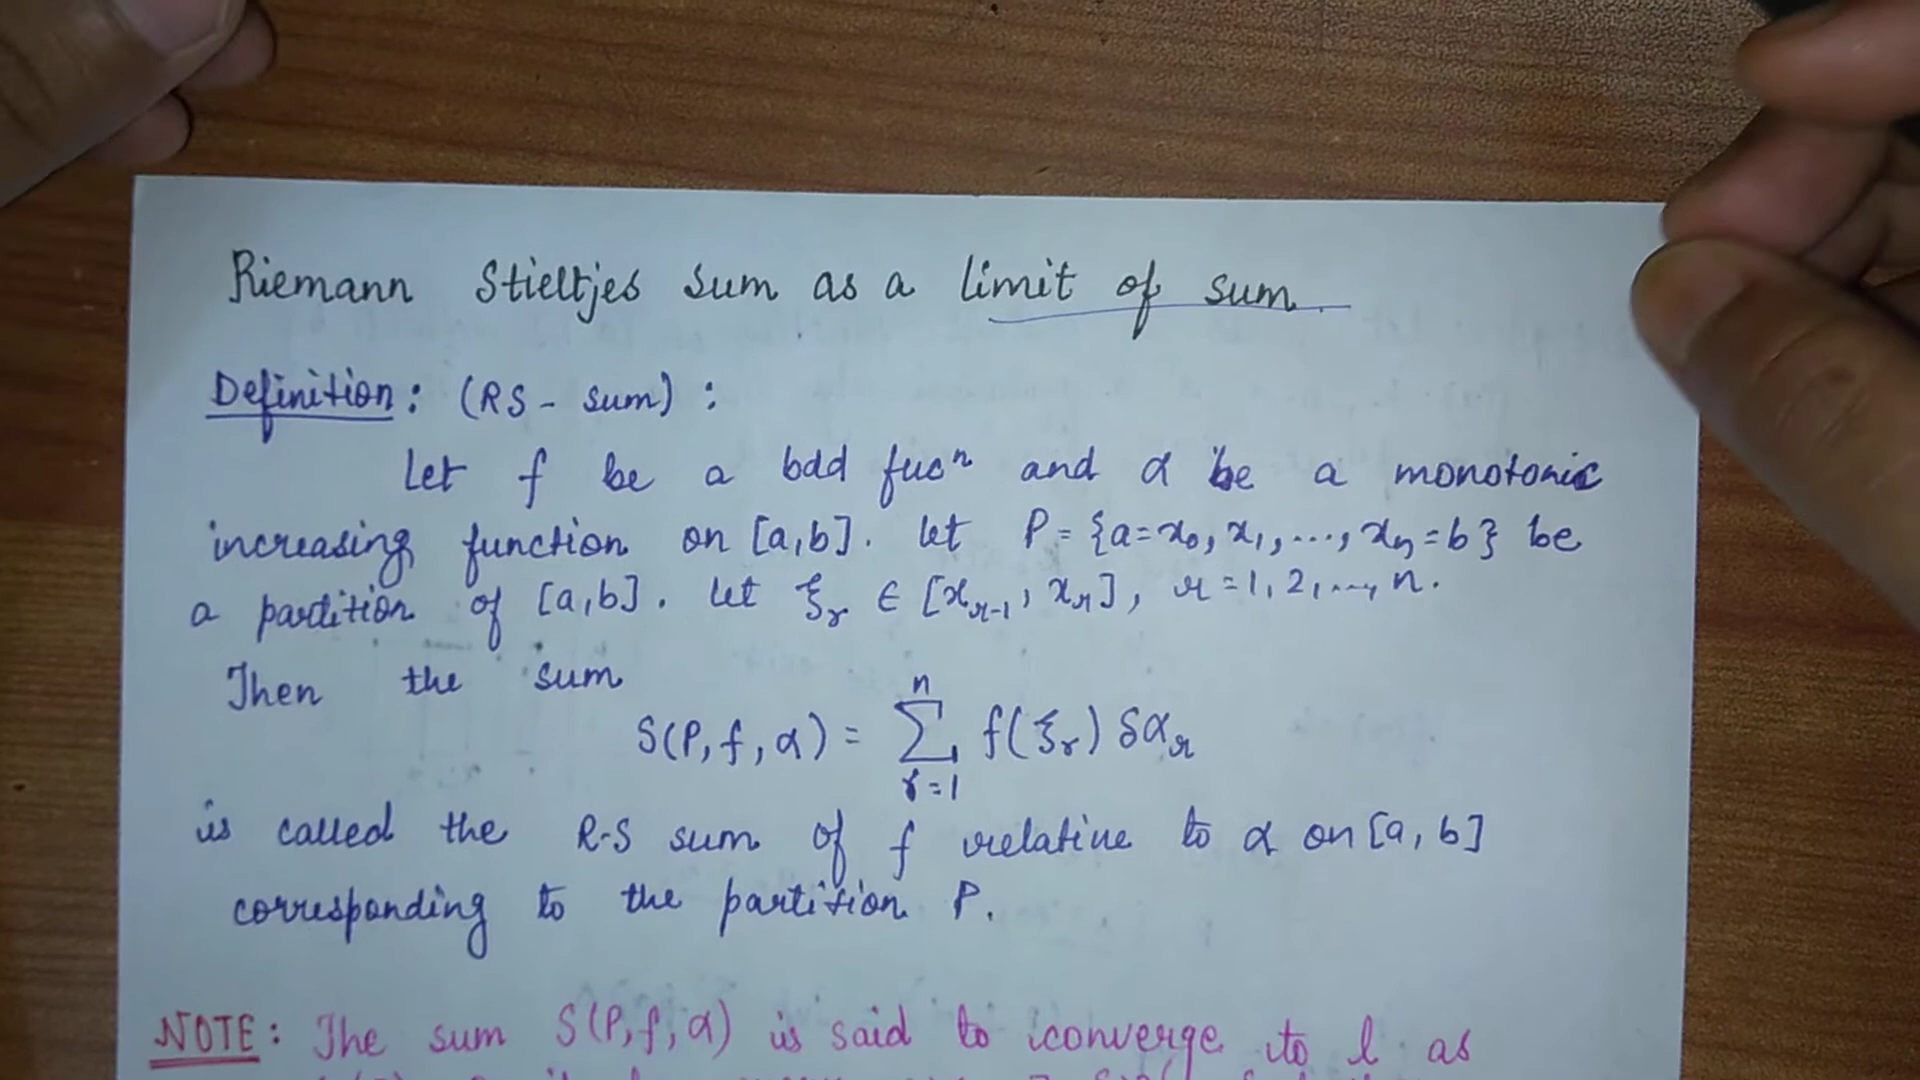 Riemann Stieltjes sum as a limit of sum.
Definition: (RS - sum) :
Let f be a bdd fucⁿ and α be a monotonic
increasing function on [a,b]. let P = {a=x₀, x₁, ..., xₙ=b} be
a partition of [a,b]. let ξᵣ ∈ [xᵣ₋₁, xᵣ], r=1,2,..., n.
Then the sum
S(P, f, α) = ∑ₙʳ⁼¹ f(ξᵣ) δαᵣ
is called the R-S sum of f relative to α on [a, b]
corresponding to the partition P.
NOTE: The sum S(P,f,α) is said to converge to l as